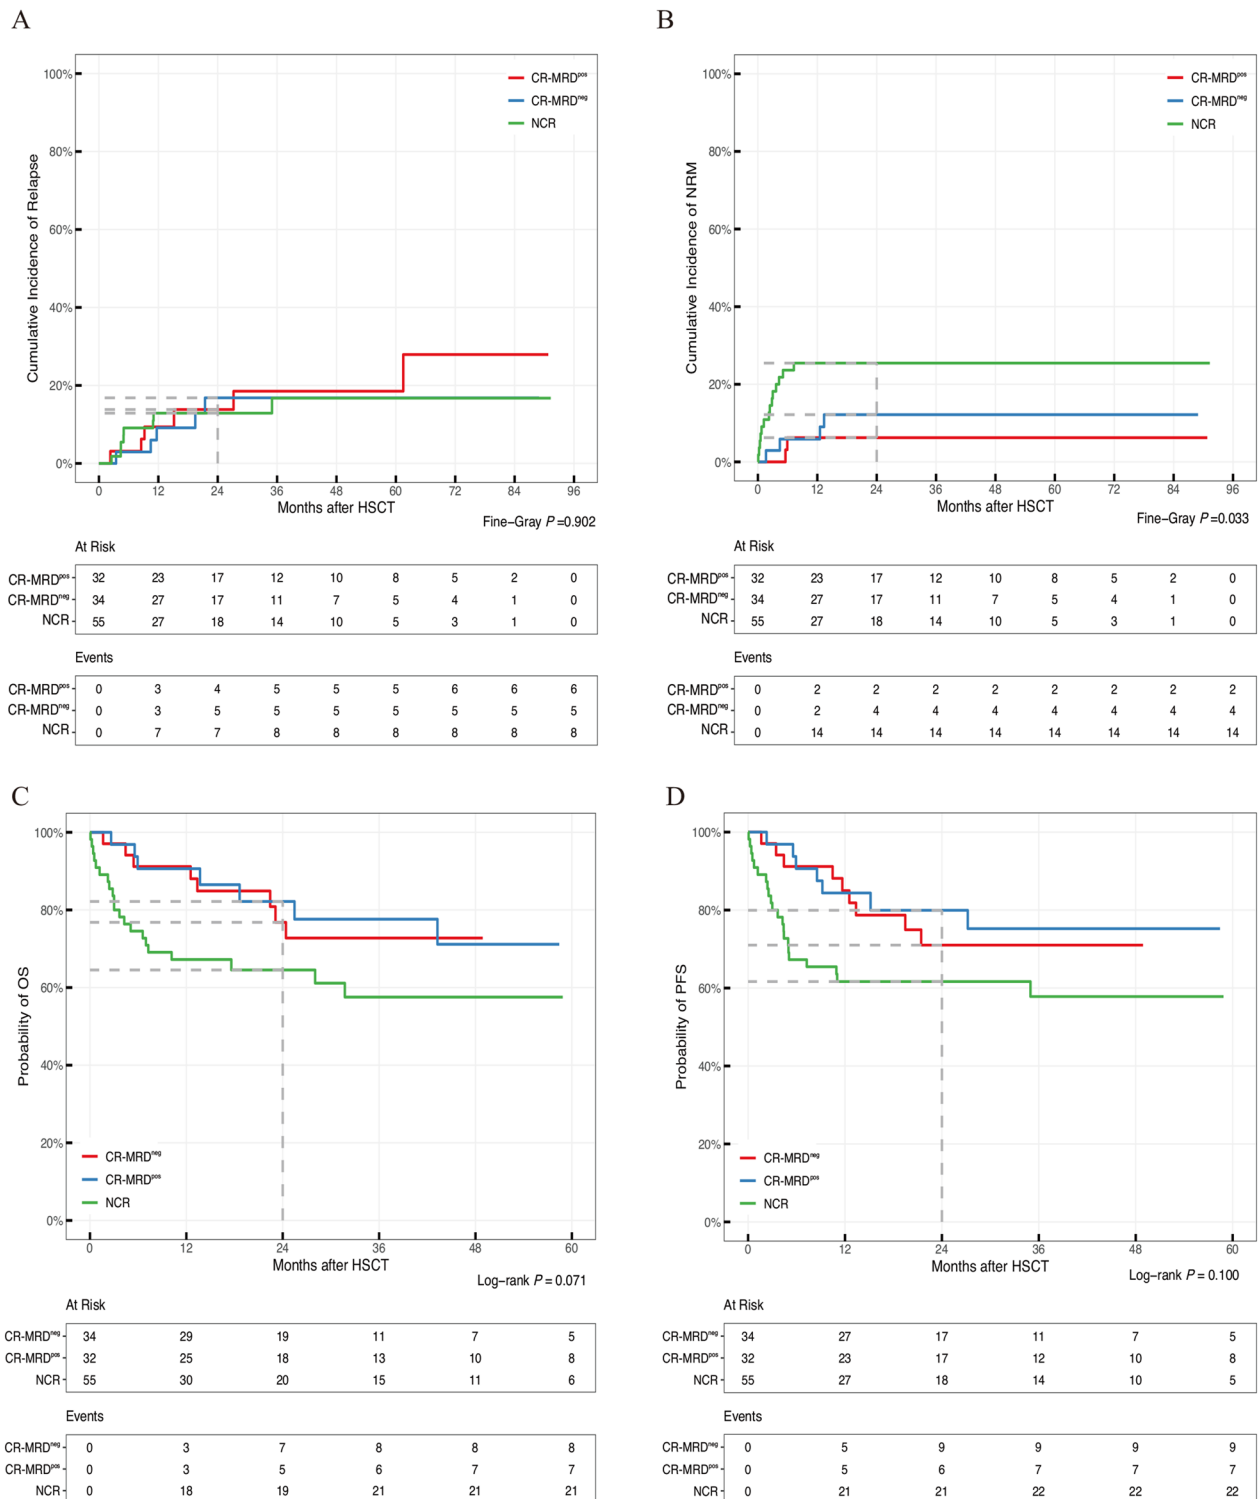 A
Cumulative Incidence of Relapse
100%
80%
60%
40%
20%
0%
CR-MRDpos
CR-MRDneg
NCR
0 12 24 36 48 60 72 84 96
Months after HSCT
Fine-Gray P =0.902
At Risk
CR-MRDpos 32 23 17 12 10 8 5 2 0
CR-MRDneg 34 27 17 11 7 5 4 1 0
NCR 55 27 18 14 10 5 3 1 0
Events
CR-MRDpos 0 3 4 5 5 5 6 6 6
CR-MRDneg 0 3 5 5 5 5 5 5 5
NCR 0 7 7 8 8 8 8 8 8
B
Cumulative Incidence of NRM
100%
80%
60%
40%
20%
0%
CR-MRDpos
CR-MRDneg
NCR
0 12 24 36 48 60 72 84 96
Months after HSCT
Fine-Gray P =0.033
At Risk
CR-MRDpos 32 23 17 12 10 8 5 2 0
CR-MRDneg 34 27 17 11 7 5 4 1 0
NCR 55 27 18 14 10 5 3 1 0
Events
CR-MRDpos 0 2 2 2 2 2 2 2 2
CR-MRDneg 0 2 4 4 4 4 4 4 4
NCR 0 14 14 14 14 14 14 14 14
C
Probability of OS
100%
80%
60%
40%
20%
0%
CR-MRDneg
CR-MRDpos
NCR
0 12 24 36 48 60
Months after HSCT
Log-rank P = 0.071
At Risk
CR-MRDneg 34 29 19 11 7 5
CR-MRDpos 32 25 18 13 10 8
NCR 55 30 20 15 11 6
Events
CR-MRDneg 0 3 7 8 8 8
CR-MRDpos 0 3 5 6 7 7
NCR 0 18 19 21 21 21
D
Probability of PFS
100%
80%
60%
40%
20%
0%
CR-MRDneg
CR-MRDpos
NCR
0 12 24 36 48 60
Months after HSCT
Log-rank P = 0.100
At Risk
CR-MRDneg 34 27 17 11 7 5
CR-MRDpos 32 23 17 12 10 8
NCR 55 27 18 14 10 5
Events
CR-MRDneg 0 5 9 9 9 9
CR-MRDpos 0 5 6 7 7 7
NCR 0 21 21 22 22 22